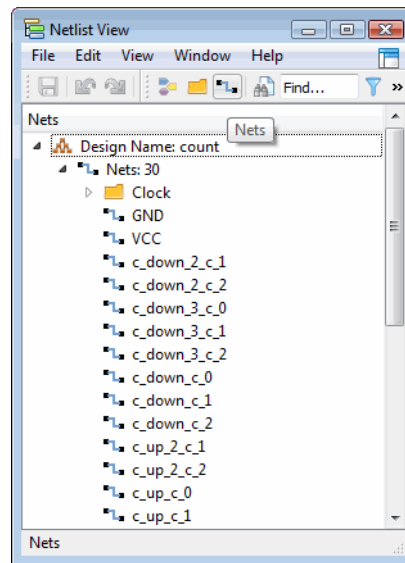 Netlist View
File Edit View Window Help
Find... »
Nets
Nets
Design Name: count
Nets: 30
Clock
GND
VCC
c_down_2_c_1
c_down_2_c_2
c_down_3_c_0
c_down_3_c_1
c_down_3_c_2
c_down_c_0
c_down_c_1
c_down_c_2
c_up_2_c_1
c_up_2_c_2
c_up_c_0
c_up_c_1
Nets